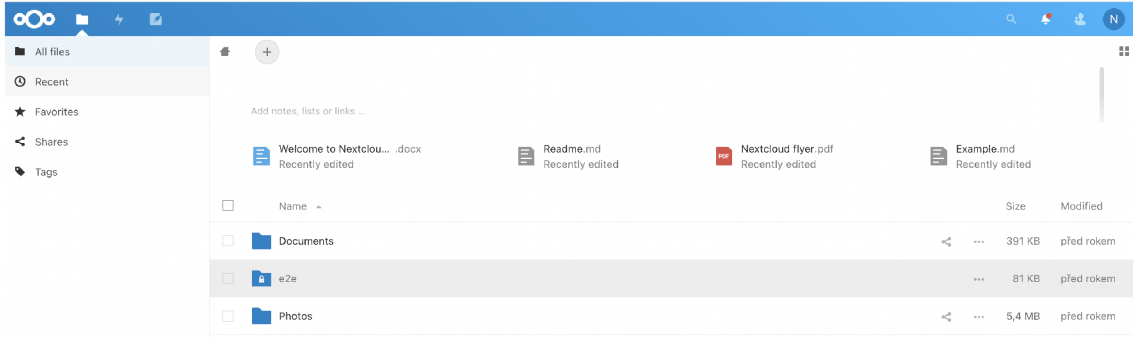 N
All files
Recent
Favorites
Shares
Tags
Add notes, lists or links ...
Welcome to Nextclou... .docx
Recently edited
Readme.md
Recently edited
PDF
Nextcloud flyer.pdf
Recently edited
Example.md
Recently edited
Name Size Modified
Documents 391 KB před rokem
e2e 81 KB před rokem
Photos 5,4 MB před rokem